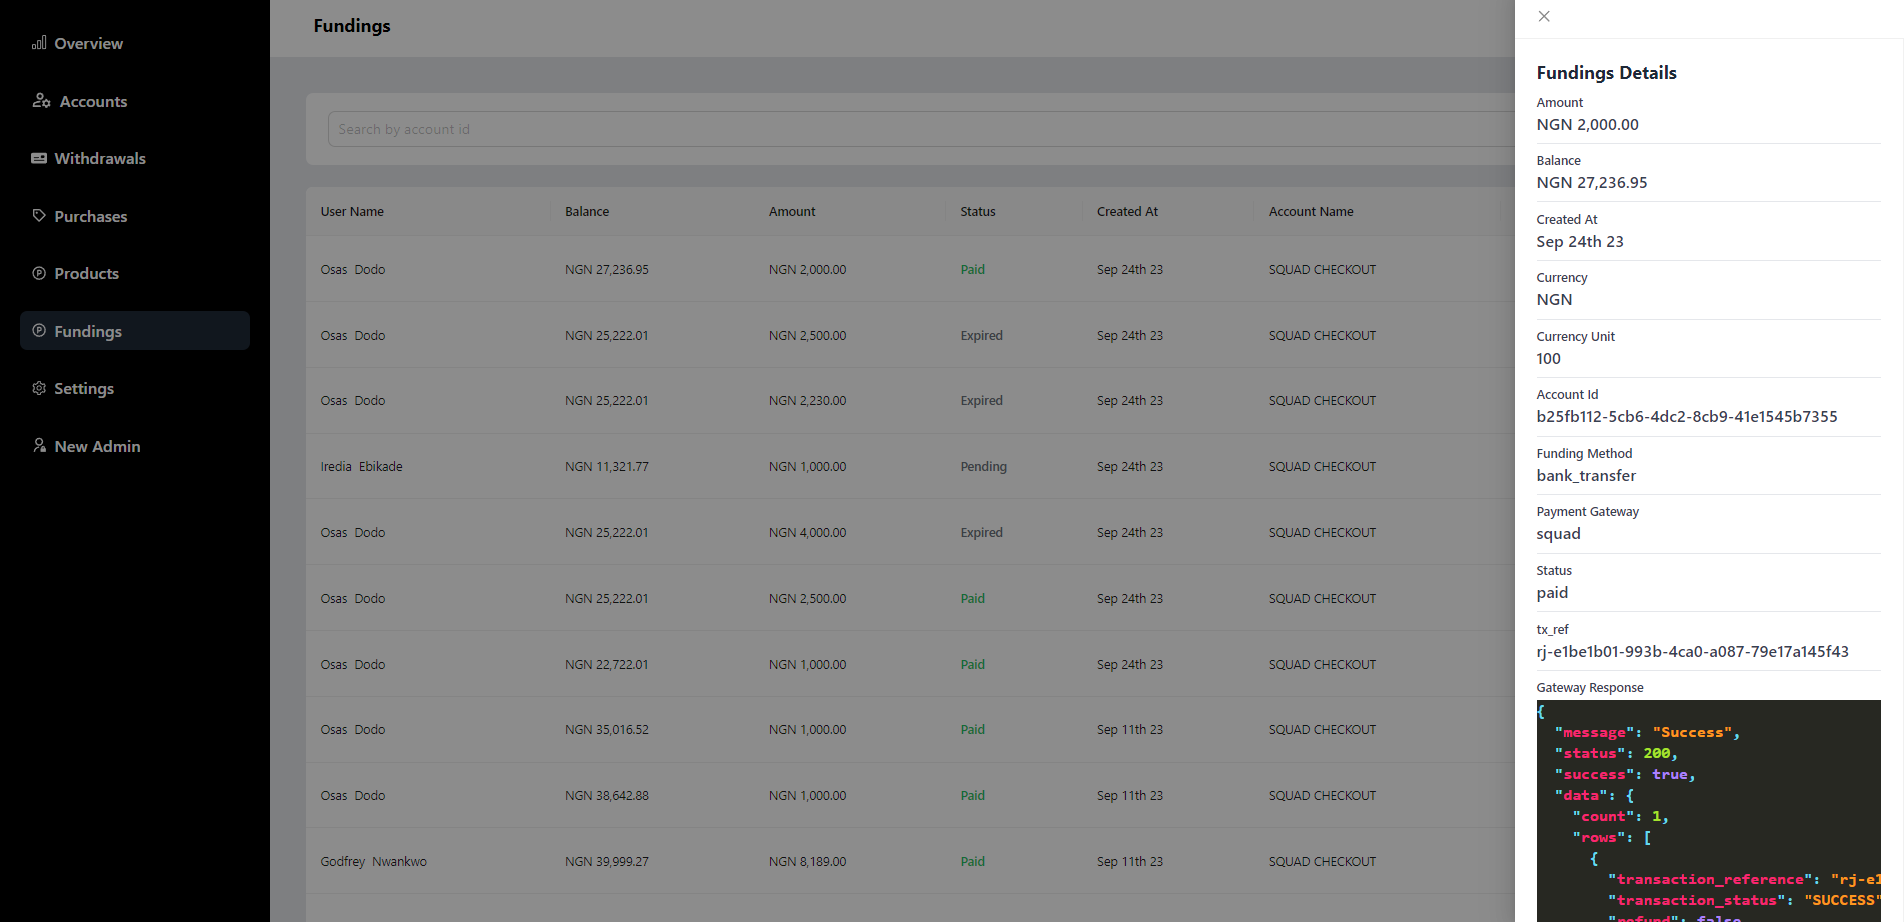 Overview
Accounts
Withdrawals
Purchases
Products
Fundings
Settings
New Admin
Fundings
Search by account id
User Name Balance Amount Status Created At Account Name
Osas Dodo NGN 27,236.95 NGN 2,000.00 Paid Sep 24th 23 SQUAD CHECKOUT
Osas Dodo NGN 25,222.01 NGN 2,500.00 Expired Sep 24th 23 SQUAD CHECKOUT
Osas Dodo NGN 25,222.01 NGN 2,230.00 Expired Sep 24th 23 SQUAD CHECKOUT
Iredia Ebikade NGN 11,321.77 NGN 1,000.00 Pending Sep 24th 23 SQUAD CHECKOUT
Osas Dodo NGN 25,222.01 NGN 4,000.00 Expired Sep 24th 23 SQUAD CHECKOUT
Osas Dodo NGN 25,222.01 NGN 2,500.00 Paid Sep 24th 23 SQUAD CHECKOUT
Osas Dodo NGN 22,722.01 NGN 1,000.00 Paid Sep 24th 23 SQUAD CHECKOUT
Osas Dodo NGN 35,016.52 NGN 1,000.00 Paid Sep 11th 23 SQUAD CHECKOUT
Osas Dodo NGN 38,642.88 NGN 1,000.00 Paid Sep 11th 23 SQUAD CHECKOUT
Godfrey Nwankwo NGN 39,999.27 NGN 8,189.00 Paid Sep 11th 23 SQUAD CHECKOUT
Fundings Details
Amount
NGN 2,000.00
Balance
NGN 27,236.95
Created At
Sep 24th 23
Currency
NGN
Currency Unit
100
Account Id
b25fb112-5cb6-4dc2-8cb9-41e1545b7355
Funding Method
bank_transfer
Payment Gateway
squad
Status
paid
tx_ref
rj-e1be1b01-993b-4ca0-a087-79e17a145f43
Gateway Response
{
"message": "Success",
"status": 200,
"success": true,
"data": {
"count": 1,
"rows": [
{
"transaction_reference": "rj-e1
"transaction_status": "SUCCESS"
"refund": false